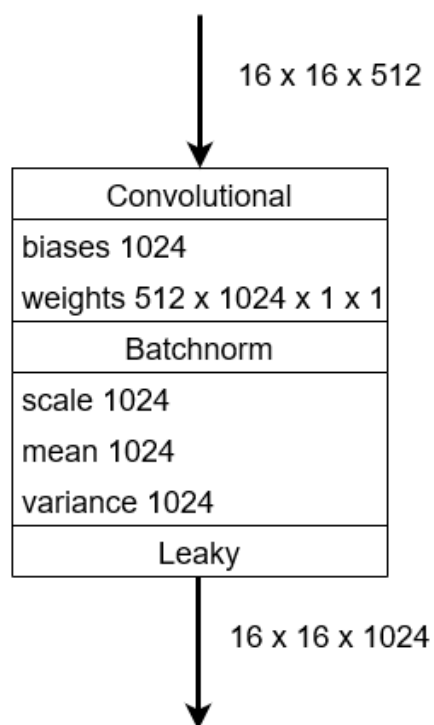 16 x 16 x 512
Convolutional
biases 1024
weights 512 x 1024 x 1 x 1
Batchnorm
scale 1024
mean 1024
variance 1024
Leaky
16 x 16 x 1024